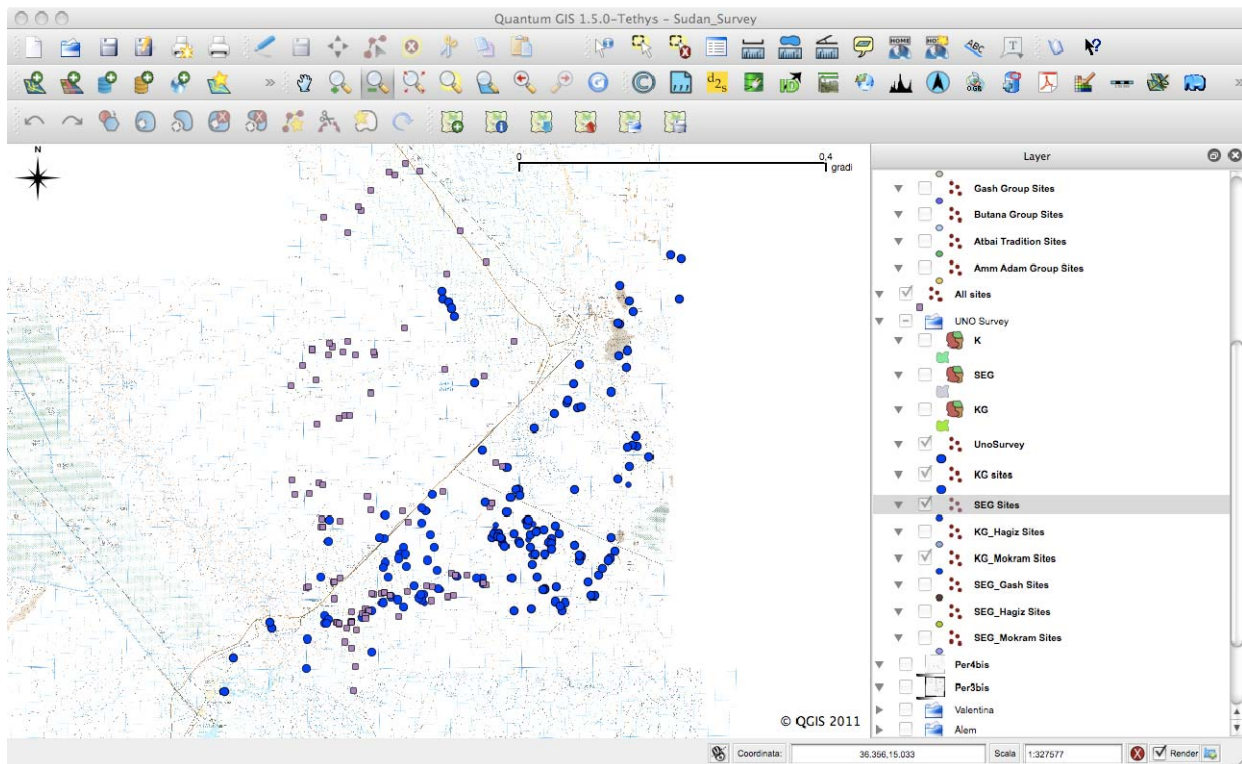 Quantum GIS 1.5.0-Tethys - Sudan_Survey
N
0
0,4
gradi
Layer
Gash Group Sites
Butana Group Sites
Atbai Tradition Sites
Amm Adam Group Sites
All sites
UNO Survey
K
SEG
KG
UnoSurvey
KG sites
SEG Sites
KG_Hagiz Sites
KG_Mokram Sites
SEG_Gash Sites
SEG_Hagiz Sites
SEG_Mokram Sites
Per4bis
Per3bis
Valentina
Alem
© QGIS 2011
Coordinata: 36.356,15.033 Scala 1:327577 Render